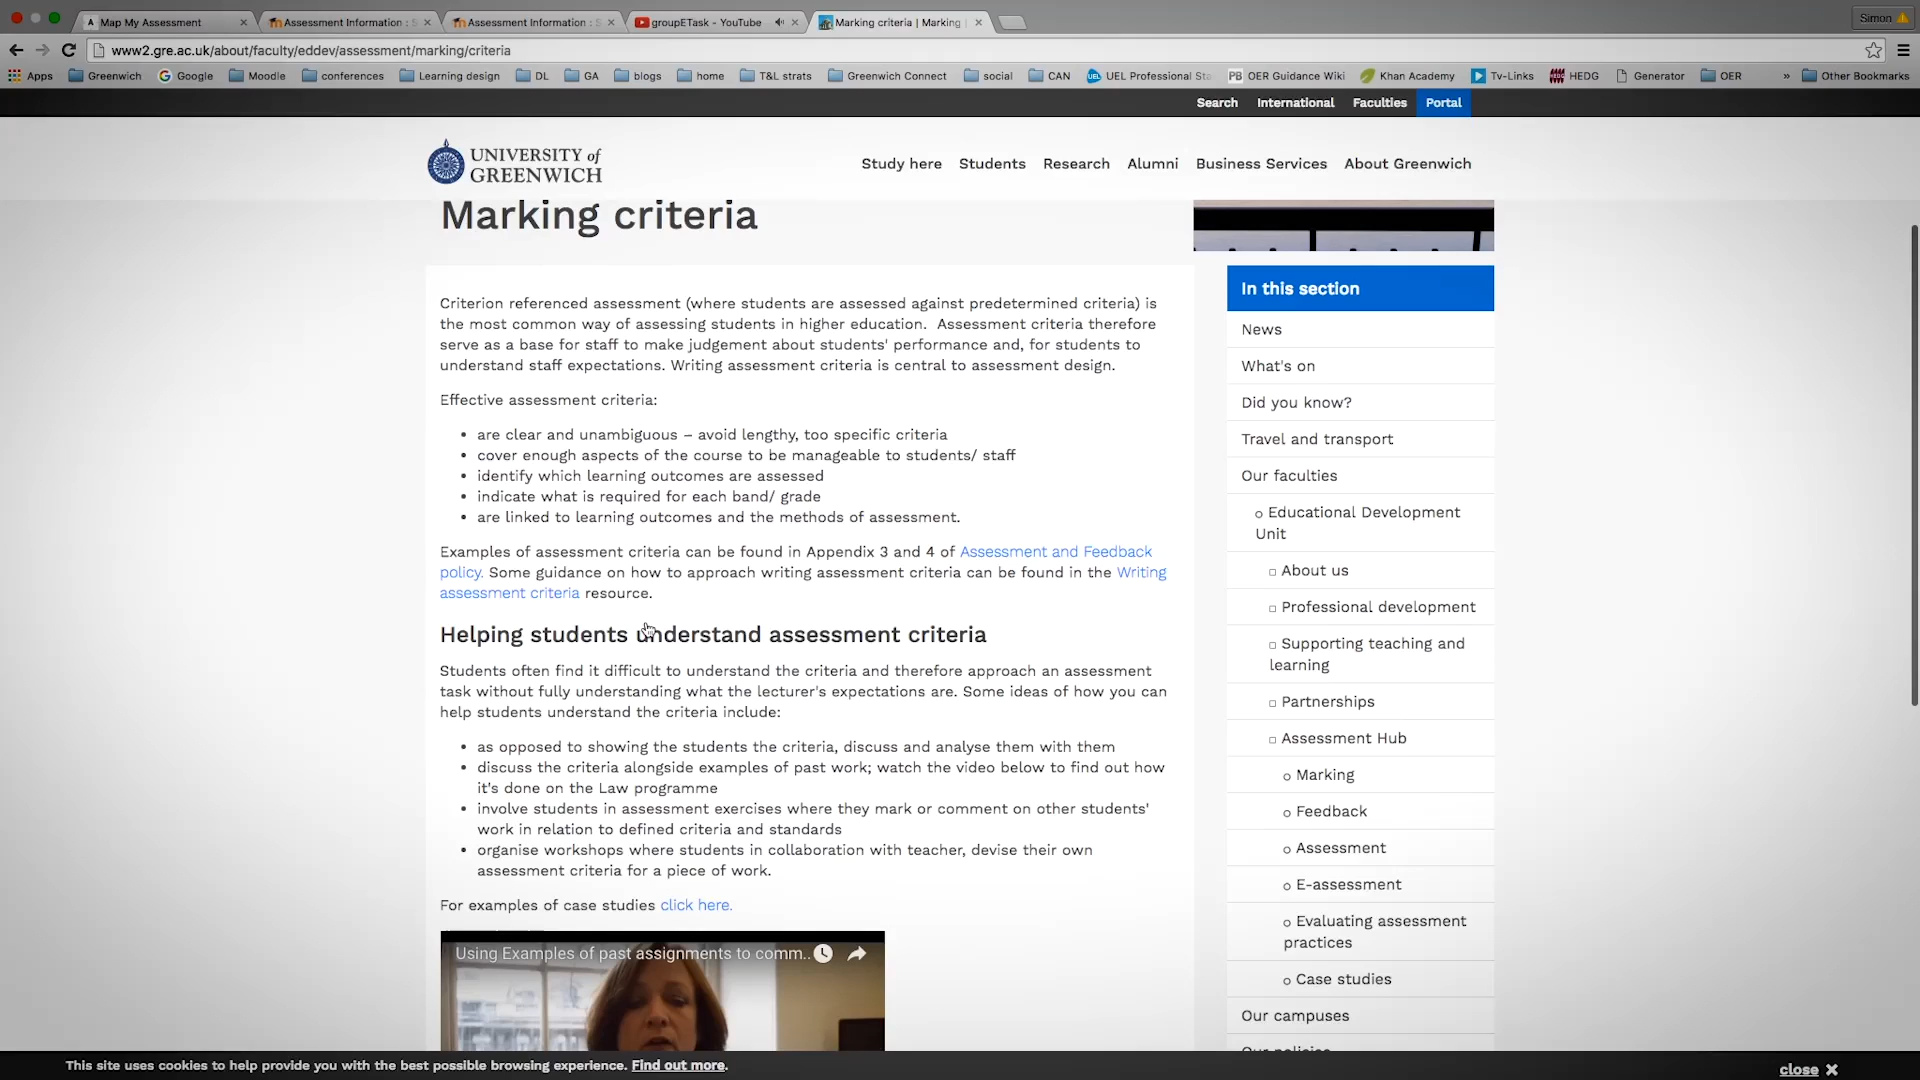 Map My Assessment
Assessment Information : S
Assessment Information : S
groupETask - YouTube
Marking criteria | Marking
Simon
www2.gre.ac.uk/about/faculty/eddev/assessment/marking/criteria
Apps Greenwich Google Moodle conferences Learning design DL GA blogs home T&L strats Greenwich Connect social CAN UEL Professional Sta PB OER Guidance Wiki Khan Academy Tv-Links HEDG Generator OER » Other Bookmarks
Search International Faculties Portal
UNIVERSITY of
GREENWICH
Study here Students Research Alumni Business Services About Greenwich
Marking criteria
Criterion referenced assessment (where students are assessed against predetermined criteria) is
the most common way of assessing students in higher education. Assessment criteria therefore
serve as a base for staff to make judgement about students' performance and, for students to
understand staff expectations. Writing assessment criteria is central to assessment design.
Effective assessment criteria:
• are clear and unambiguous – avoid lengthy, too specific criteria
• cover enough aspects of the course to be manageable to students/ staff
• identify which learning outcomes are assessed
• indicate what is required for each band/ grade
• are linked to learning outcomes and the methods of assessment.
Examples of assessment criteria can be found in Appendix 3 and 4 of Assessment and Feedback
policy. Some guidance on how to approach writing assessment criteria can be found in the Writing
assessment criteria resource.
Helping students understand assessment criteria
Students often find it difficult to understand the criteria and therefore approach an assessment
task without fully understanding what the lecturer's expectations are. Some ideas of how you can
help students understand the criteria include:
• as opposed to showing the students the criteria, discuss and analyse them with them
• discuss the criteria alongside examples of past work; watch the video below to find out how
it's done on the Law programme
• involve students in assessment exercises where they mark or comment on other students'
work in relation to defined criteria and standards
• organise workshops where students in collaboration with teacher, devise their own
assessment criteria for a piece of work.
For examples of case studies click here.
Using Examples of past assignments to comm...
In this section
News
What's on
Did you know?
Travel and transport
Our faculties
Educational Development
Unit
About us
Professional development
Supporting teaching and
learning
Partnerships
Assessment Hub
Marking
Feedback
Assessment
E-assessment
Evaluating assessment
practices
Case studies
Our campuses
Our policies
This site uses cookies to help provide you with the best possible browsing experience. Find out more.
close